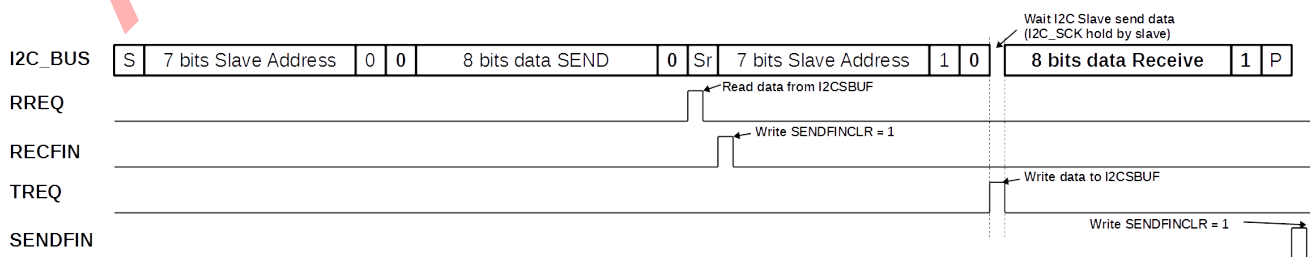 Wait I2C Slave send data
(I2C_SCK hold by slave)
I2C_BUS S 7 bits Slave Address 0 0 8 bits data SEND 0 Sr 7 bits Slave Address 1 0 8 bits data Receive 1 P
Read data from I2CSBUF
RREQ
Write SENDFINCLR = 1
RECFIN
Write data to I2CSBUF
TREQ
Write SENDFINCLR = 1
SENDFIN